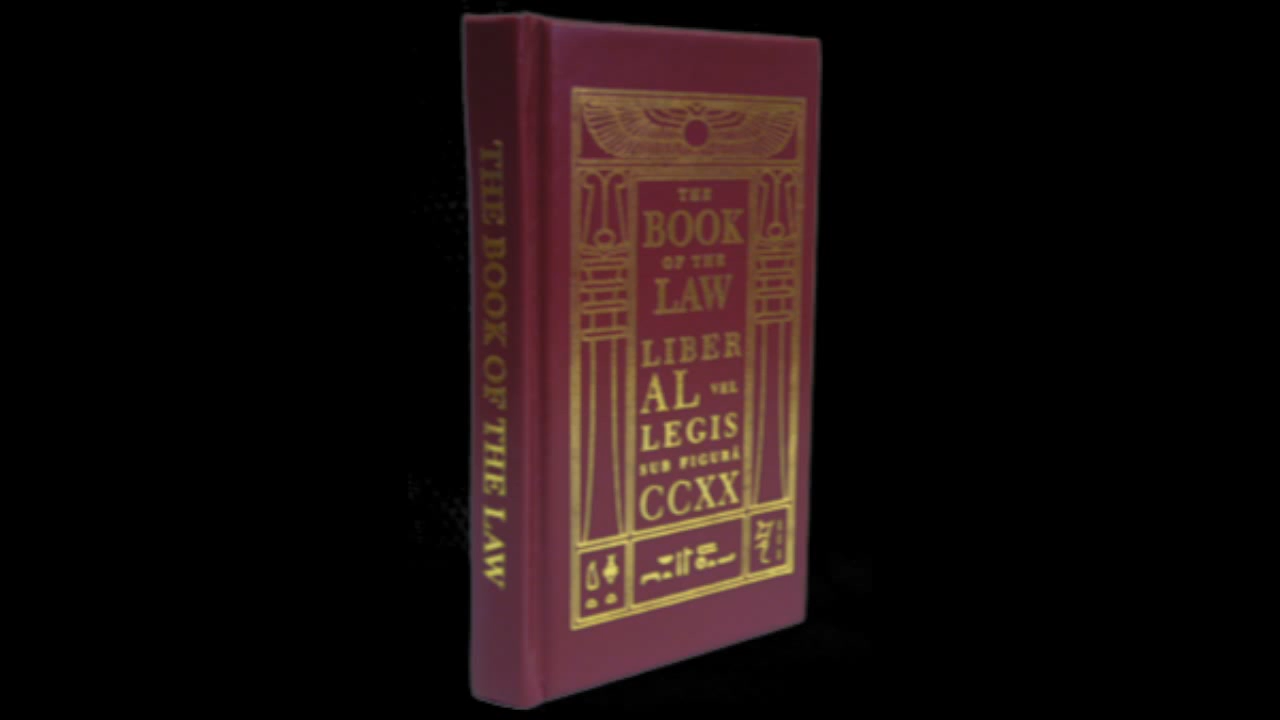 THE BOOK OF THE LAW
THE
BOOK
OF THE
LAW
LIBER
AL VEL
LEGIS
SUB FIGURÂ
CCXX